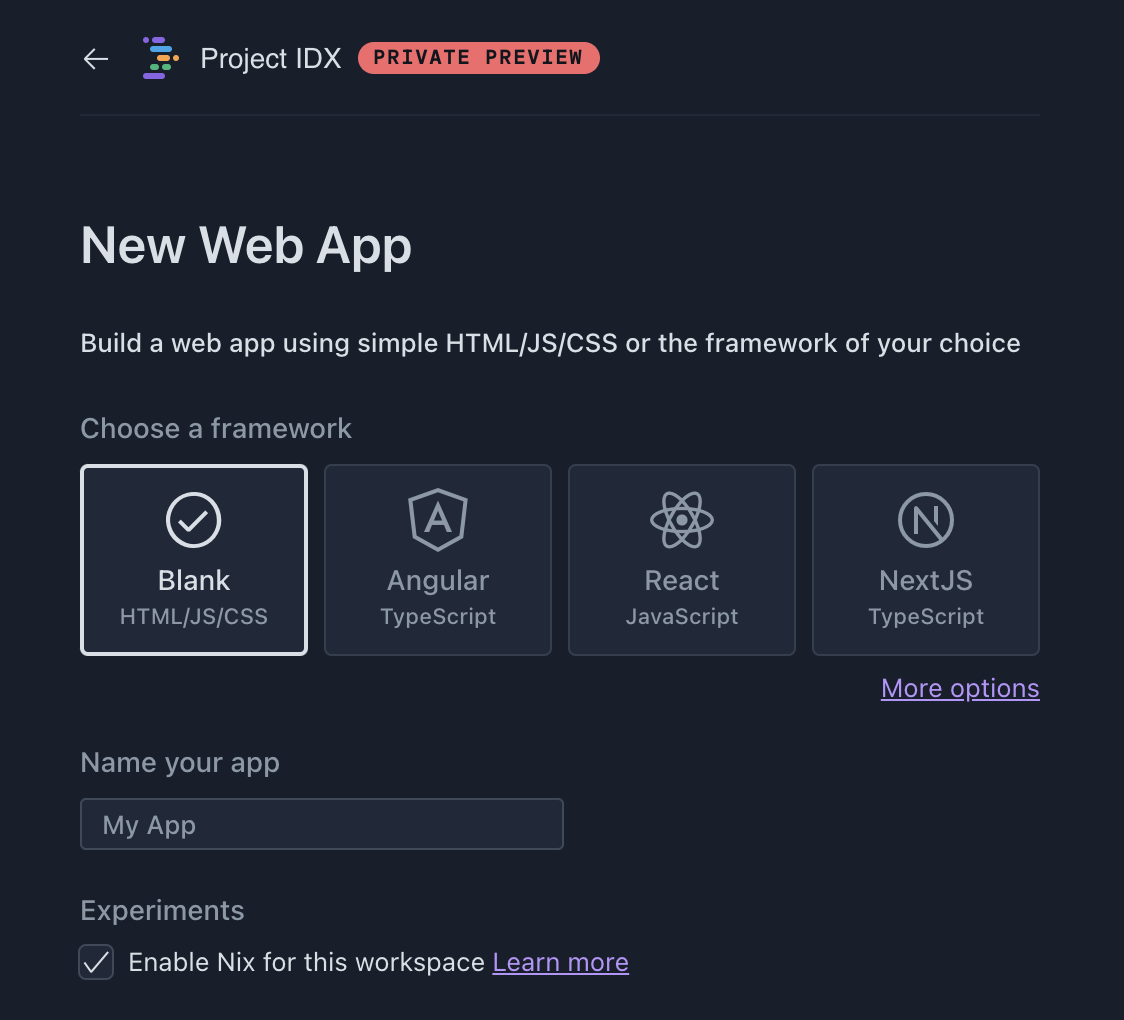 Project IDX PRIVATE PREVIEW
New Web App
Build a web app using simple HTML/JS/CSS or the framework of your choice
Choose a framework
Blank
HTML/JS/CSS
Angular
TypeScript
React
JavaScript
NextJS
TypeScript
More options
Name your app
My App
Experiments
Enable Nix for this workspace Learn more